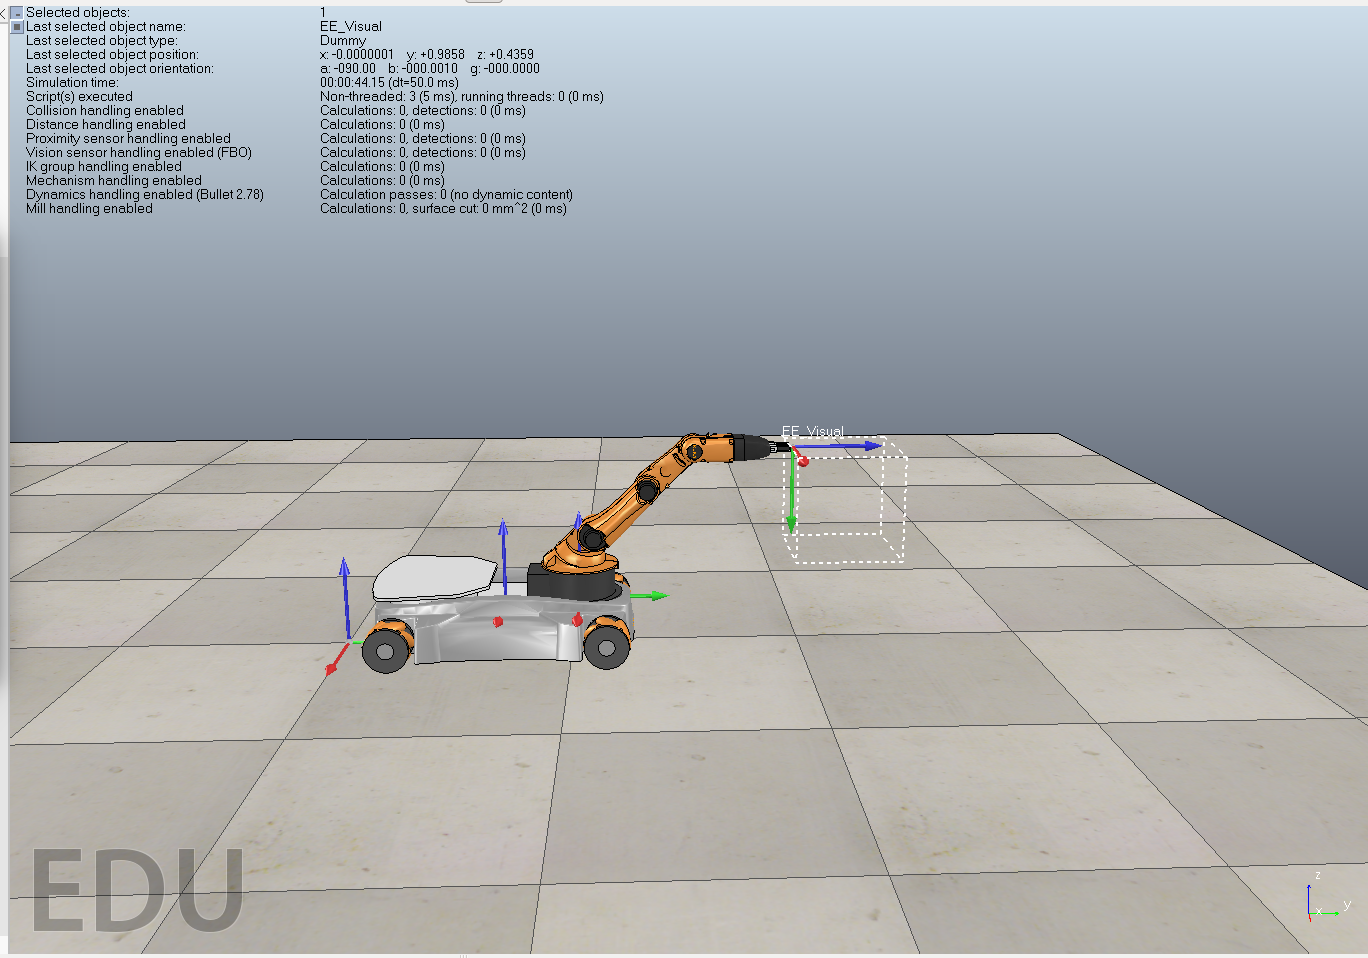 Selected objects: 1
Last selected object name: EE_Visual
Last selected object type: Dummy
Last selected object position: x: -0.0000001 y: +0.9858 z: +0.4359
Last selected object orientation: a: -090.00 b: -000.0010 g: -000.0000
Simulation time: 00:00:44.15 (dt=50.0 ms)
Script(s) executed Non-threaded: 3 (5 ms), running threads: 0 (0 ms)
Collision handling enabled Calculations: 0, detections: 0 (0 ms)
Distance handling enabled Calculations: 0 (0 ms)
Proximity sensor handling enabled Calculations: 0, detections: 0 (0 ms)
Vision sensor handling enabled (FBO) Calculations: 0, detections: 0 (0 ms)
IK group handling enabled Calculations: 0 (0 ms)
Mechanism handling enabled Calculations: 0 (0 ms)
Dynamics handling enabled (Bullet 2.78) Calculation passes: 0 (no dynamic content)
Mill handling enabled Calculations: 0, surface cut: 0 mm^2 (0 ms)
EE_Visual
EDU
z
x
y